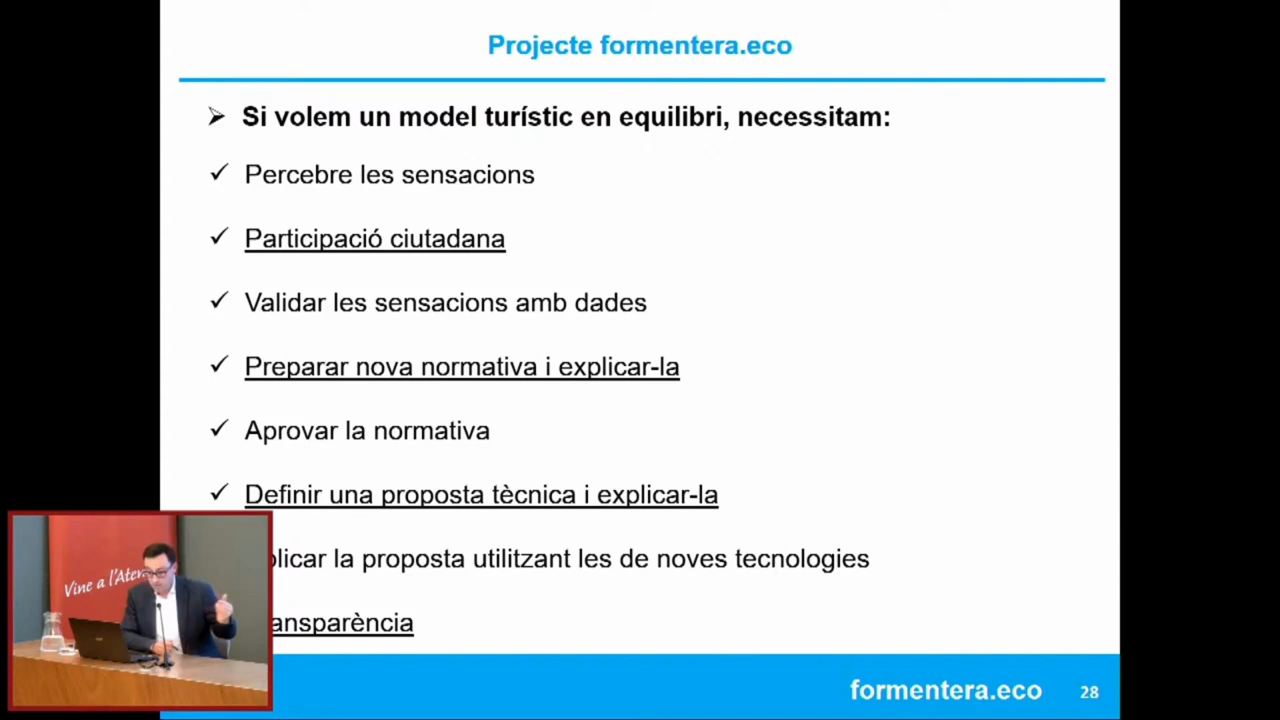 Projecte formentera.eco
Si volem un model turístic en equilibri, necessitam:
Percebre les sensacions
Participació ciutadana
Validar les sensacions amb dades
Preparar nova normativa i explicar-la
Aprovar la normativa
Definir una proposta tècnica i explicar-la
plicar la proposta utilitzant les de noves tecnologies
ansparència
Vine a l'Aten
formentera.eco 28